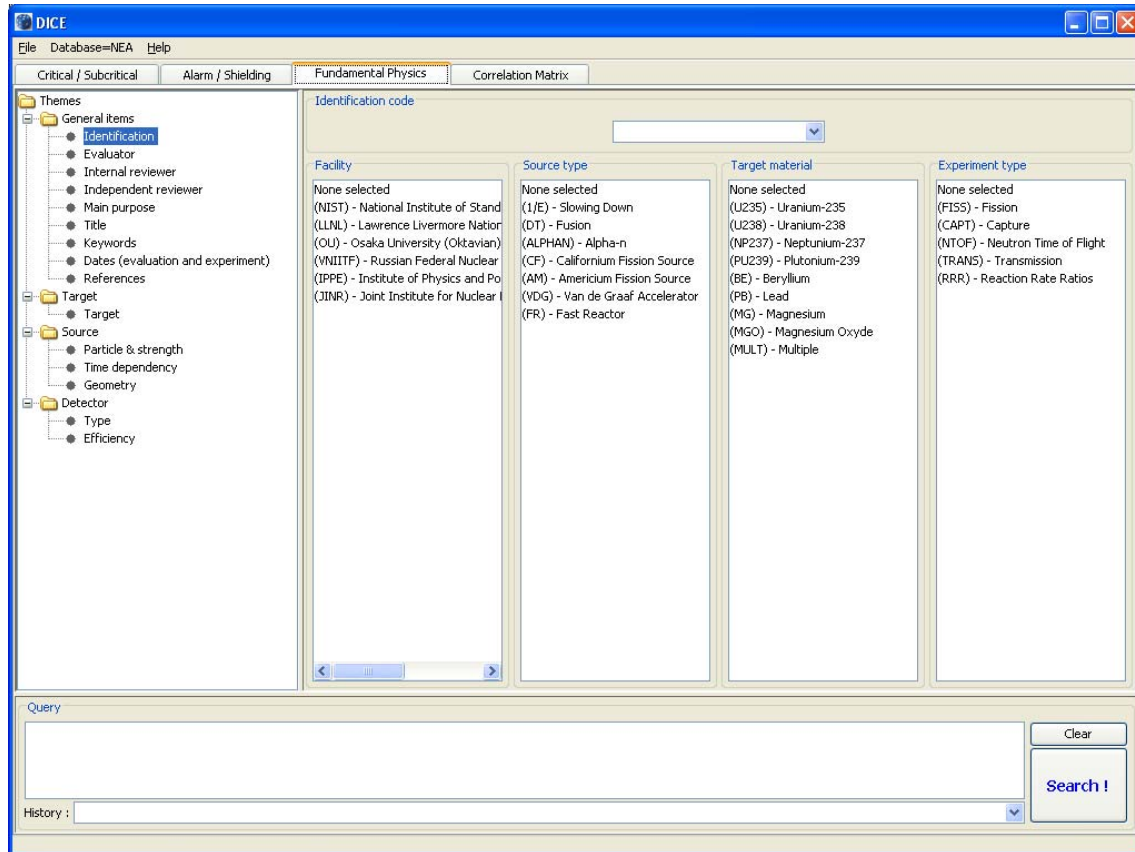 DICE
File Database=NEA Help
Critical / Subcritical Alarm / Shielding Fundamental Physics Correlation Matrix
Themes
General items
Identification
Evaluator
Internal reviewer
Independent reviewer
Main purpose
Title
Keywords
Dates (evaluation and experiment)
References
Target
Target
Source
Particle & strength
Time dependency
Geometry
Detector
Type
Efficiency
Identification code
Facility
None selected
(NIST) - National Institute of Stand
(LLNL) - Lawrence Livermore Nation
(OU) - Osaka University (Oktavian)
(VNIITF) - Russian Federal Nuclear
(IPPE) - Institute of Physics and Po
(JINR) - Joint Institute for Nuclear
Source type
None selected
(1/E) - Slowing Down
(DT) - Fusion
(ALPHAN) - Alpha-n
(CF) - Californium Fission Source
(AM) - Americium Fission Source
(VDG) - Van de Graaf Accelerator
(FR) - Fast Reactor
Target material
None selected
(U235) - Uranium-235
(U238) - Uranium-238
(NP237) - Neptunium-237
(PU239) - Plutonium-239
(BE) - Beryllium
(PB) - Lead
(MG) - Magnesium
(MGO) - Magnesium Oxyde
(MULT) - Multiple
Experiment type
None selected
(FISS) - Fission
(CAPT) - Capture
(NTOF) - Neutron Time of Flight
(TRANS) - Transmission
(RRR) - Reaction Rate Ratios
Query
Clear
Search !
History :